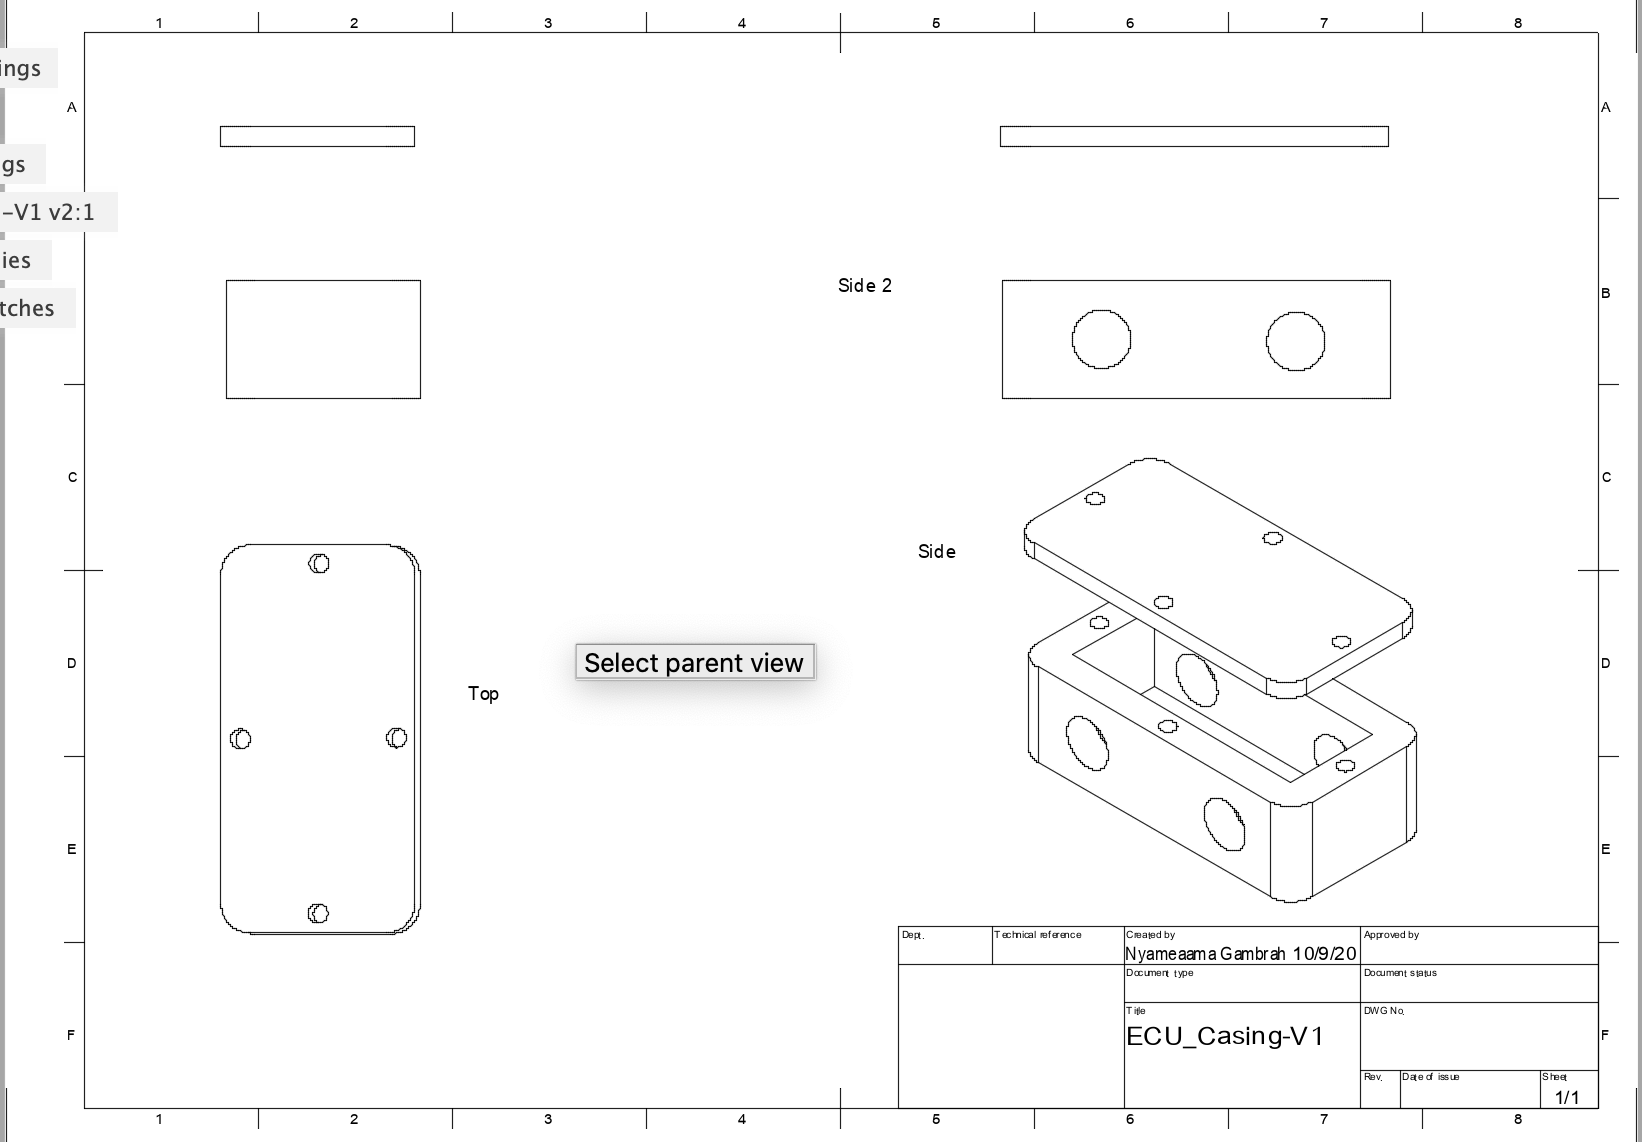 1 2 3 4 5 6 7 8
ings
A A
gs
-V1 v2:1
ies
Side 2
B
tches
C C
Side
Select parent view
D D
Top
E E
Dept. Technical reference Created by Approved by
Nyameaama Gambrah 10/9/20
Document type Document status
Title DWG No.
ECU_Casing-V1
F F
Rev. Date of issue Sheet
1/1
1 2 3 4 5 6 7 8